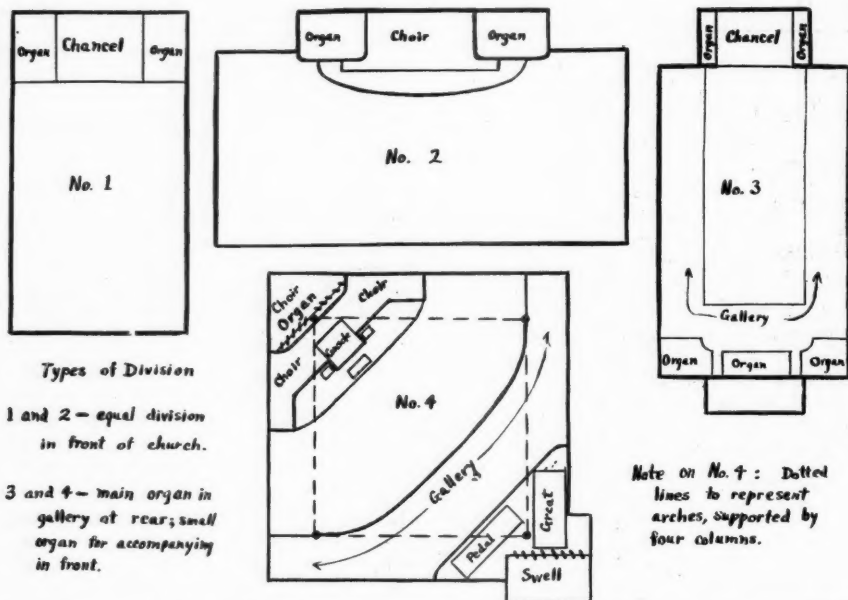 Organ Chancel Organ
No. 1
Organ Choir Organ
No. 2
Organ Chancel Organ
No. 3
Gallery
Organ Organ Organ
Choir
Organ
Choir
Choir
No. 4
Gallery
Pedal
Great
Swell
Types of Division
1 and 2 - equal division
in front of church.
3 and 4 - main organ in
gallery at rear; small
organ for accompanying
in front.
Note on No. 4 : Dotted
lines to represent
arches, supported by
four columns.